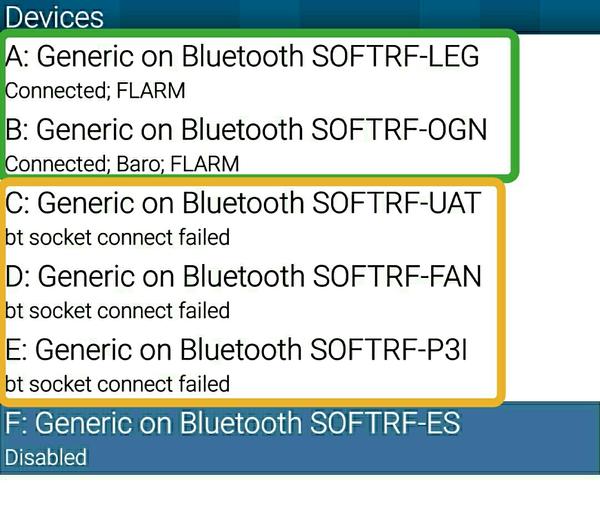 Devices
A: Generic on Bluetooth SOFTRF-LEG
Connected; FLARM
B: Generic on Bluetooth SOFTRF-OGN
Connected; Baro; FLARM
C: Generic on Bluetooth SOFTRF-UAT
bt socket connect failed
D: Generic on Bluetooth SOFTRF-FAN
bt socket connect failed
E: Generic on Bluetooth SOFTRF-P3I
bt socket connect failed
F: Generic on Bluetooth SOFTRF-ES
Disabled